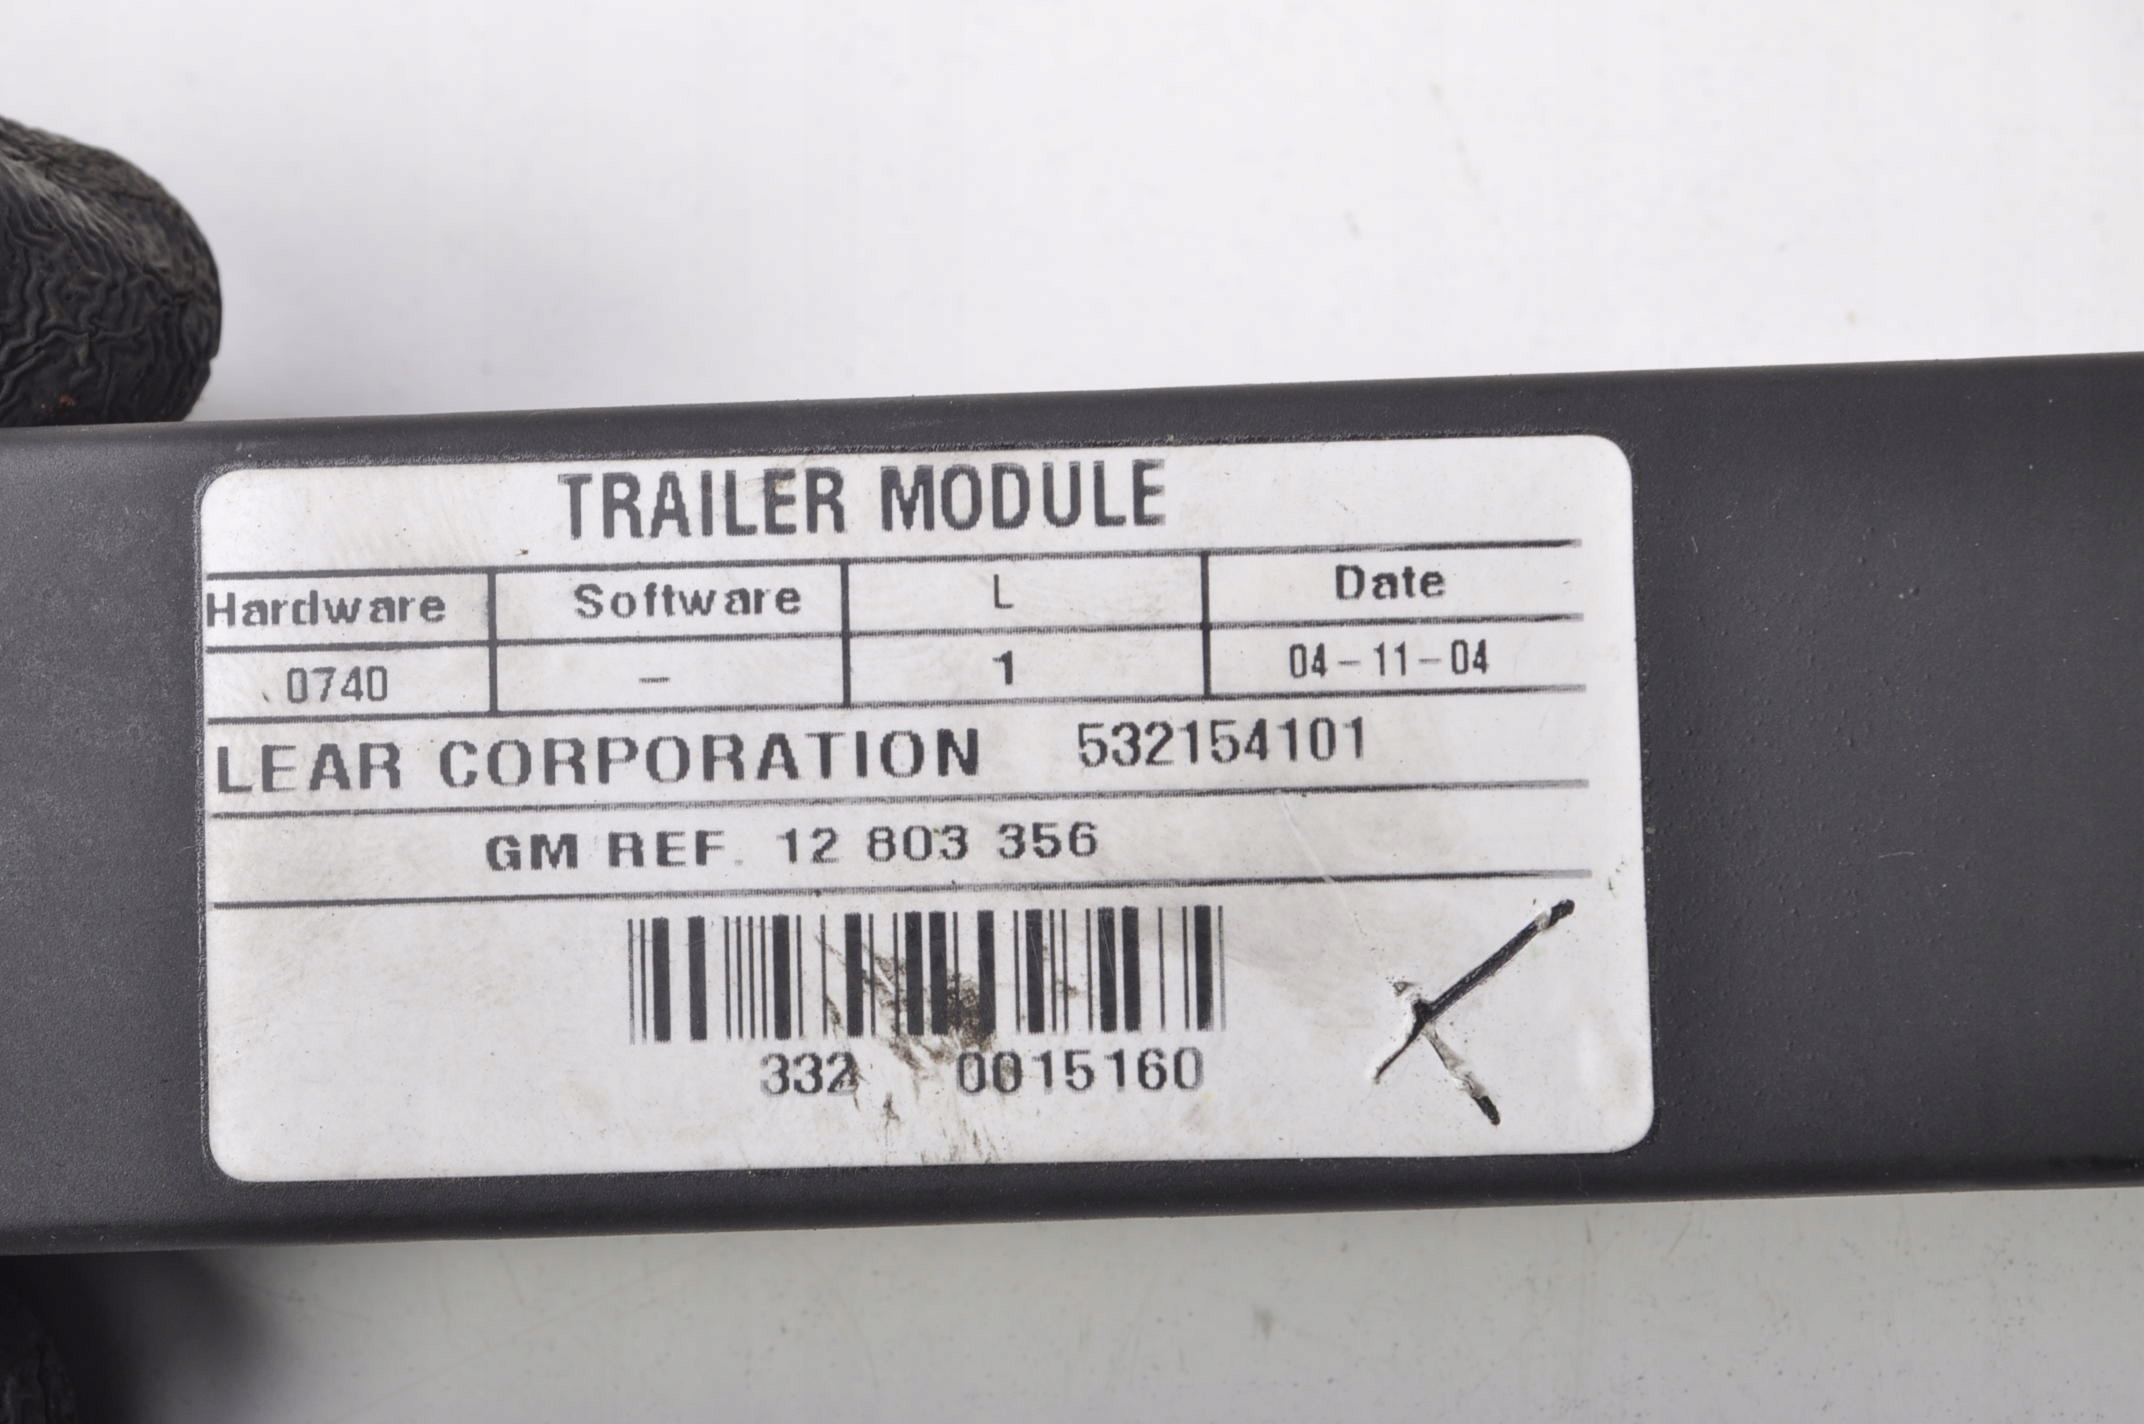 TRAILER MODULE
Hardware Software L Date
0740 – 1 04-11-04
LEAR CORPORATION 532154101
GM REF. 12 803 356
332 0015160